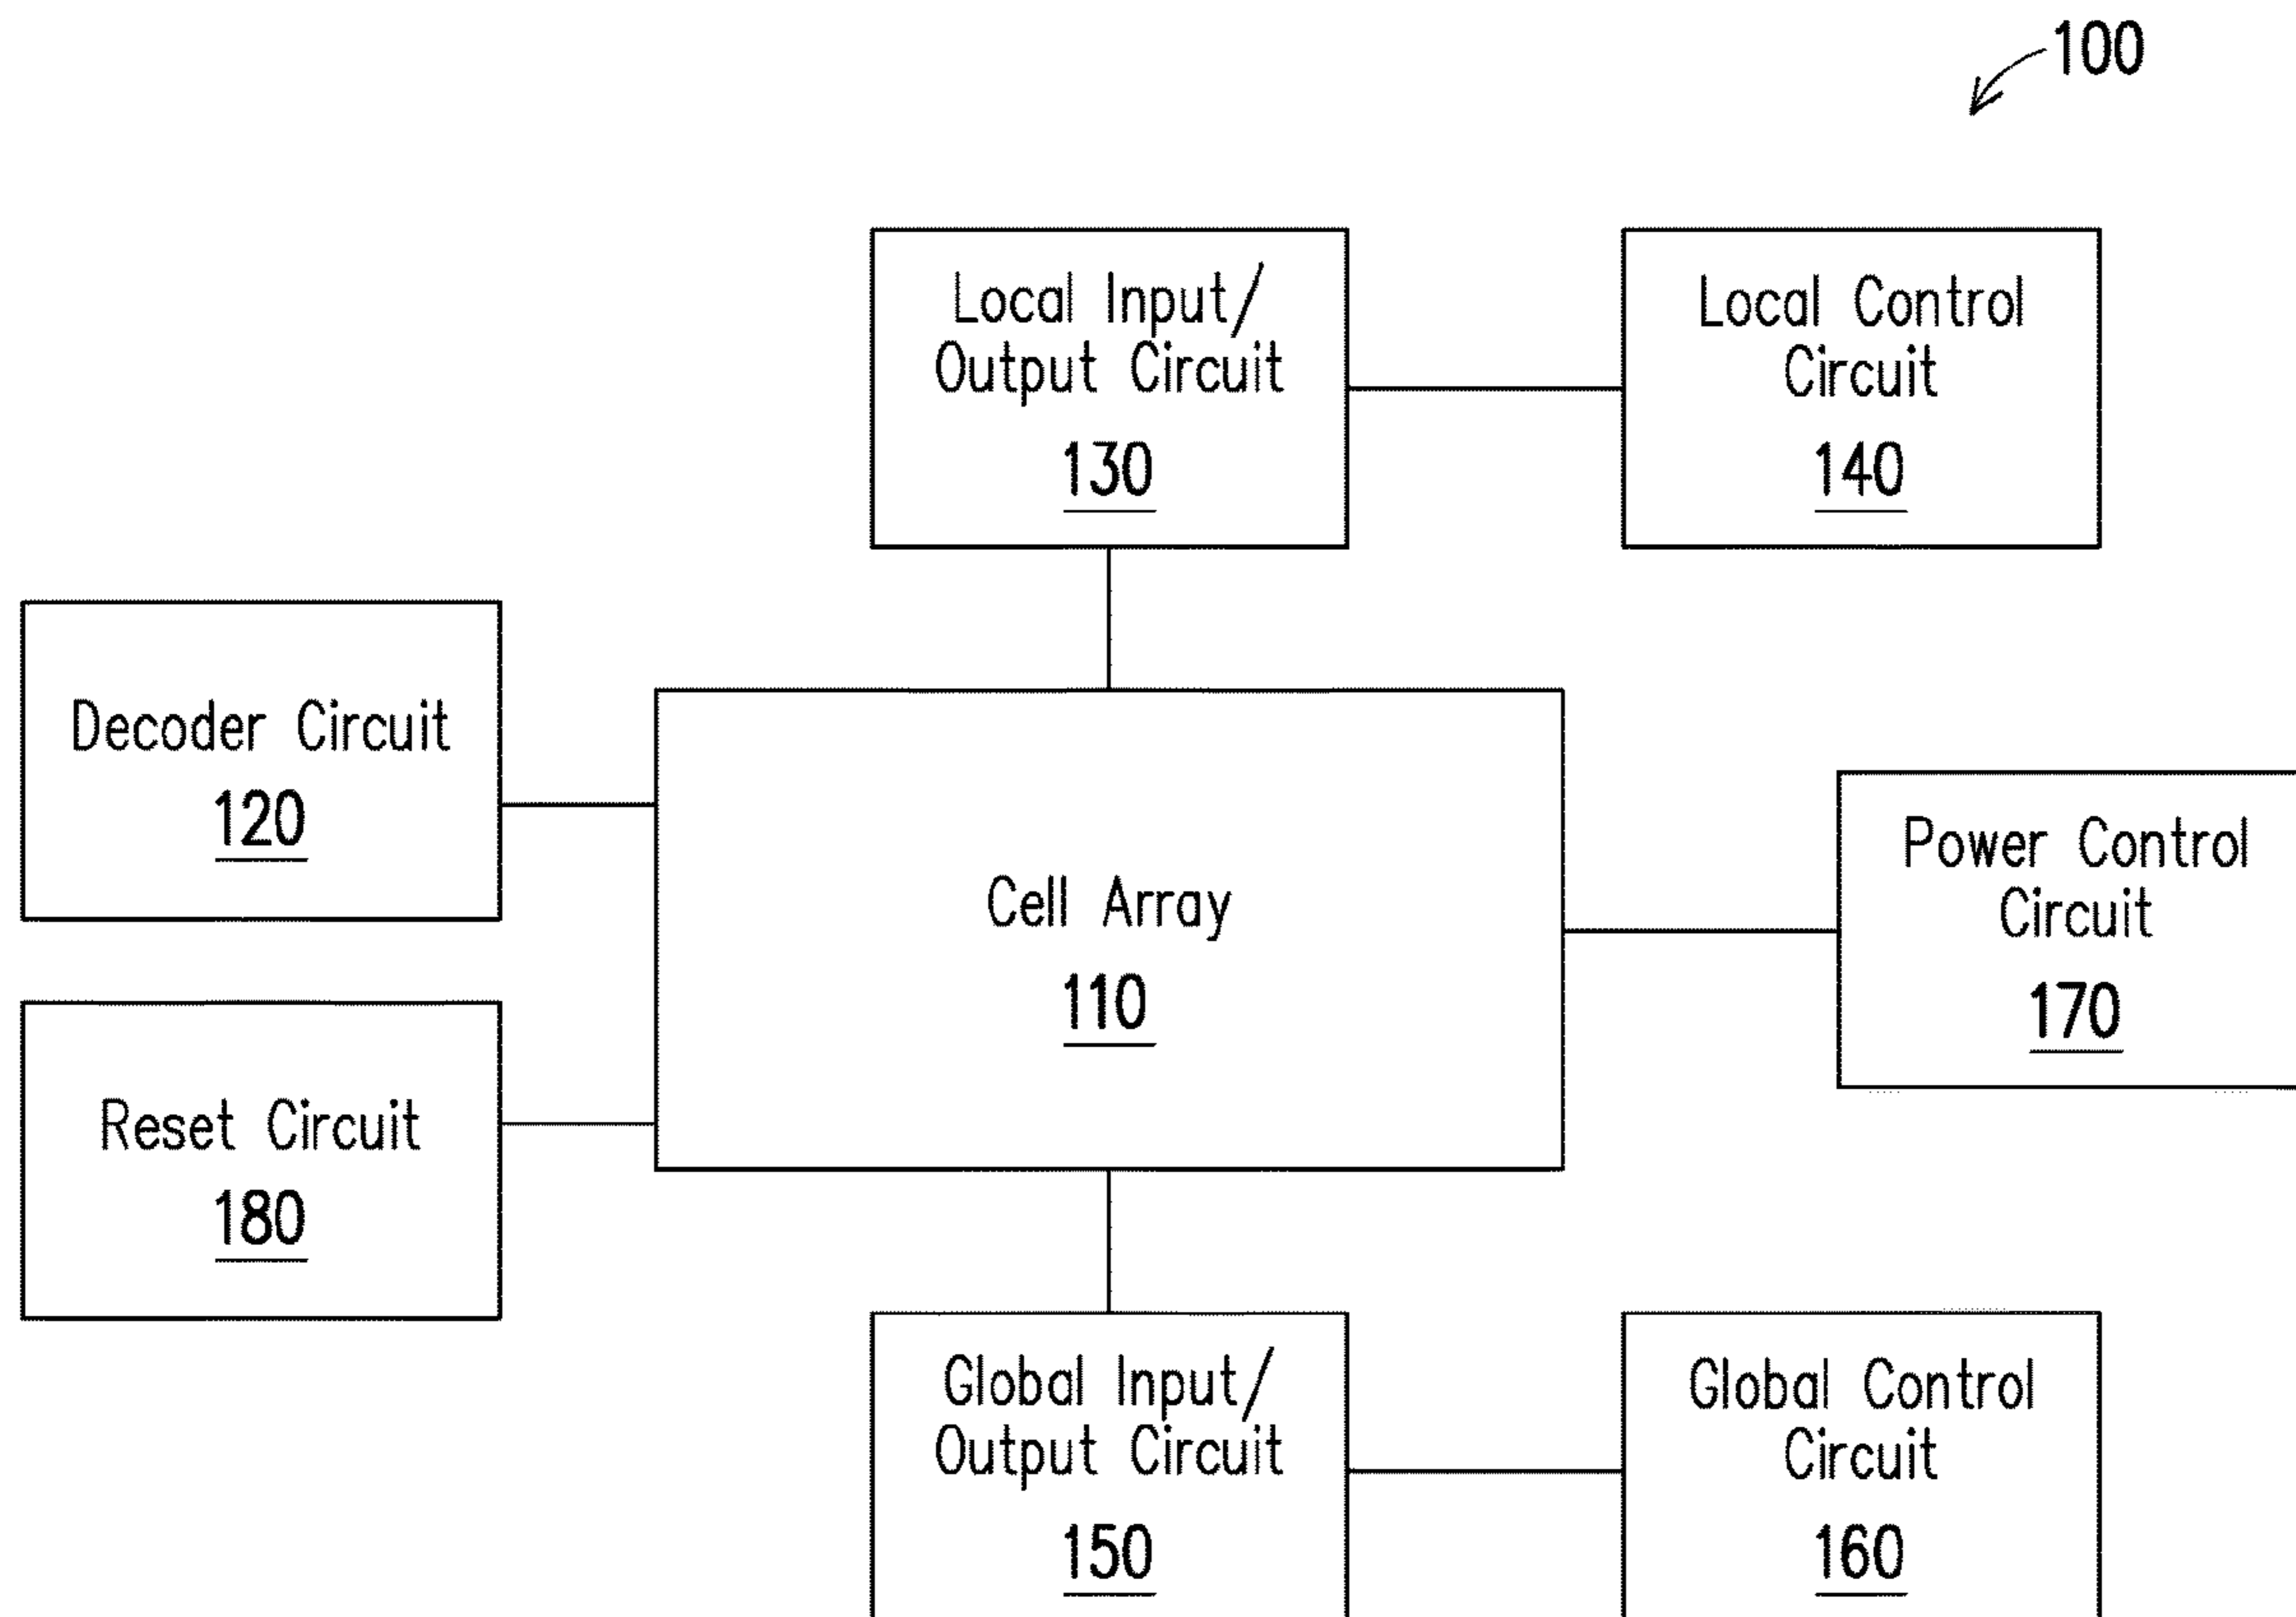 100
Local Input/
Output Circuit
130
Local Control
Circuit
140
Decoder Circuit
120
Cell Array
110
Power Control
Circuit
170
Reset Circuit
180
Global Input/
Output Circuit
150
Global Control
Circuit
160